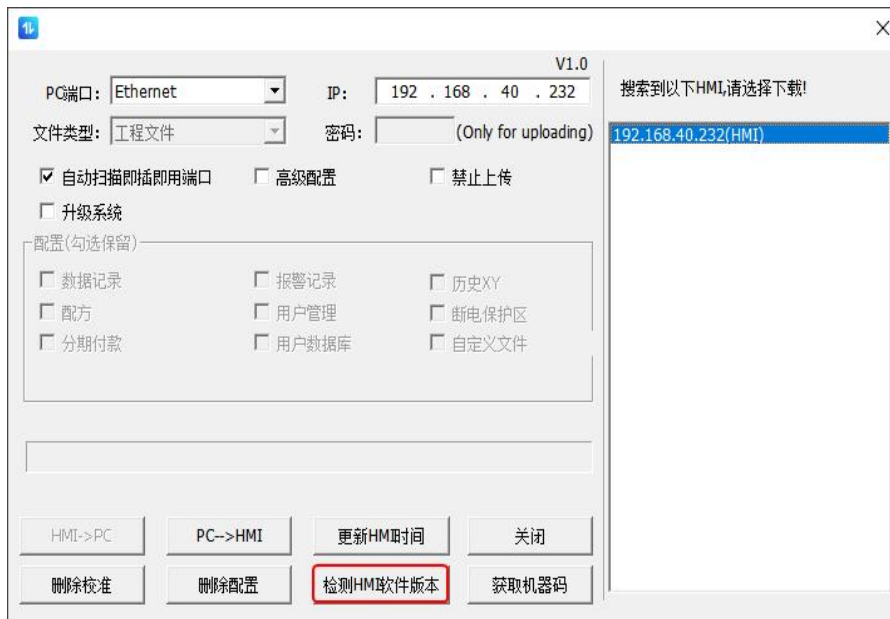 V1.0
PC端口: Ethernet IP: 192 . 168 . 40 . 232
文件类型: 工程文件 密码: (Only for uploading)
自动扫描即插即用端口 高级配置 禁止上传
升级系统
配置(勾选保留)
数据记录 报警记录 历史XY
配方 用户管理 断电保护区
分期付款 用户数据库 自定义文件
HMI->PC PC-->HMI 更新HMI时间 关闭
删除校准 删除配置 检测HMI软件版本 获取机器码
搜索到以下HMI,请选择下载!
192.168.40.232(HMI)